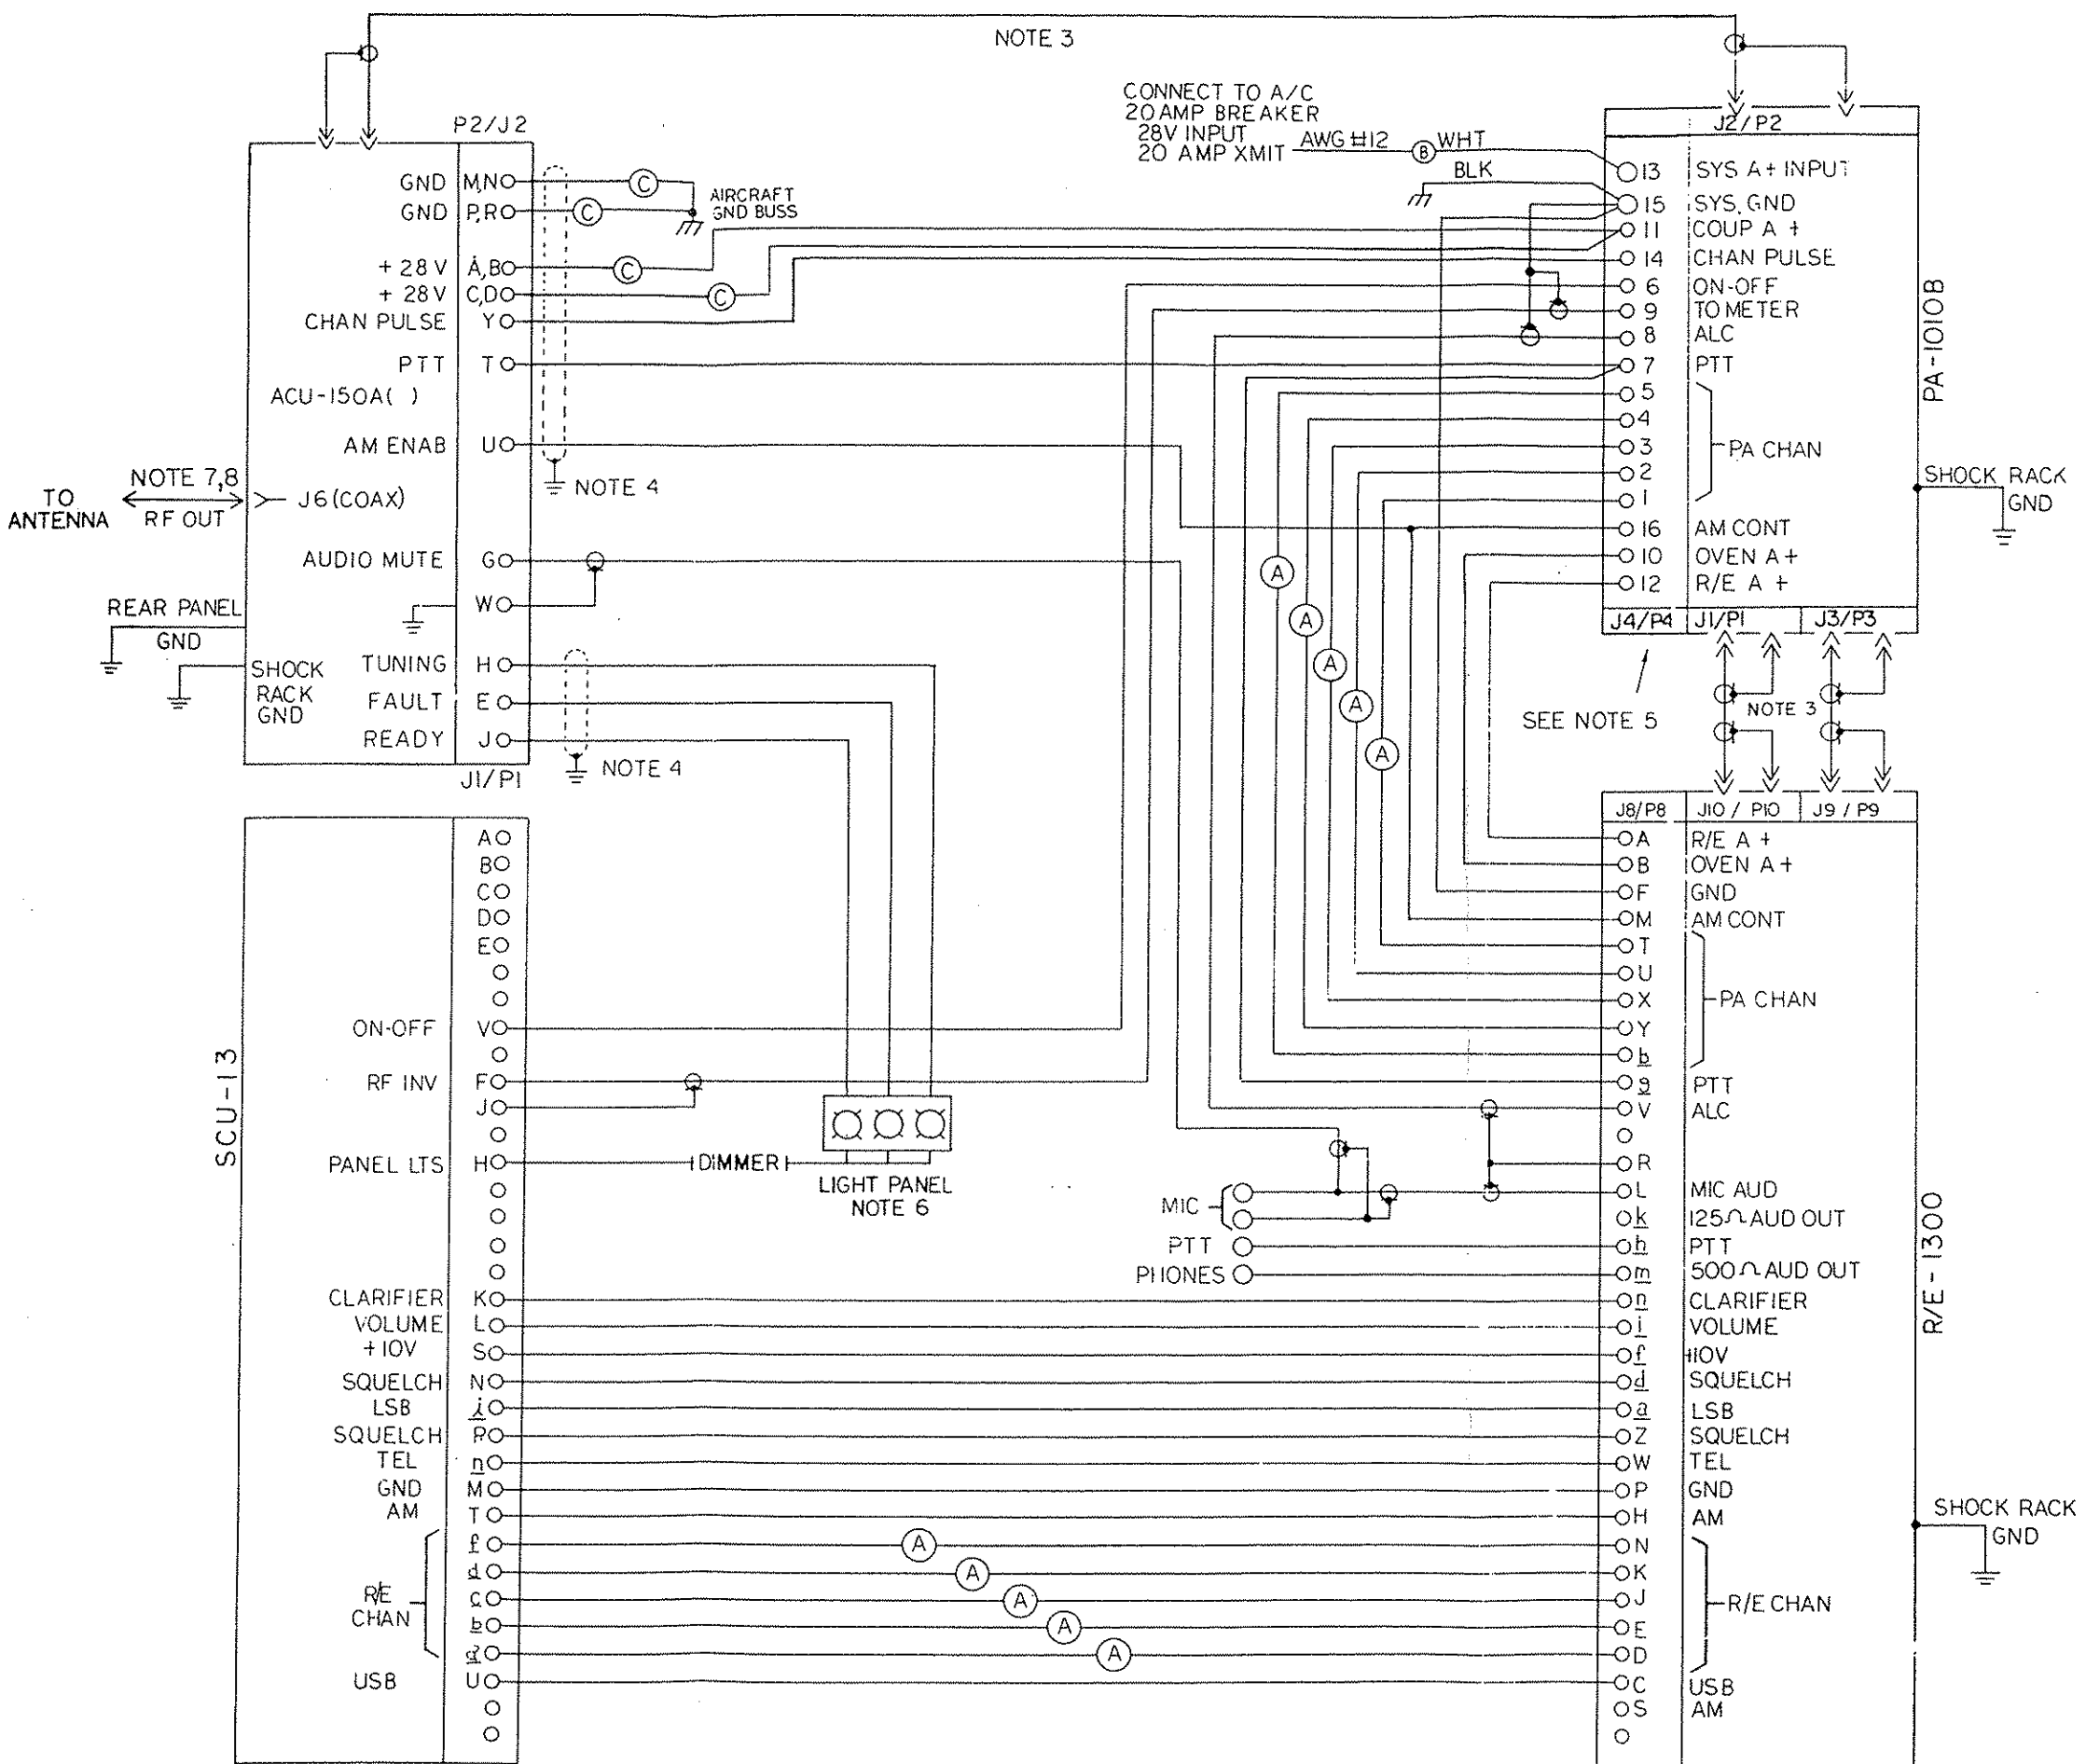 NOTE 3
CONNECT TO A/C
20 AMP BREAKER
28V INPUT
20 AMP XMIT
AWG #12
B
WHT
BLK
P2/J2
GND M,N
C
GND P,R
C
AIRCRAFT
GND BUSS
+ 28 V A,B
C
+ 28 V C,D
C
CHAN PULSE Y
PTT T
ACU-150A( )
AM ENAB U
NOTE 4
TO
ANTENNA
NOTE 7,8
RF OUT
J6 (COAX)
AUDIO MUTE G
W
REAR PANEL
GND
SHOCK
RACK
GND
TUNING H
FAULT E
READY J
NOTE 4
J2/P2
13 SYS A+ INPUT
15 SYS, GND
11 COUP A +
14 CHAN PULSE
6 ON-OFF
9 TO METER
8 ALC
7 PTT
5
4
3
2
1
PA CHAN
16 AM CONT
10 OVEN A+
12 R/E A +
J4/P4 J1/P1 J3/P3
PA-1010B
SHOCK RACK
GND
A
A
A
A
A
SEE NOTE 5
NOTE 3
J1/P1
SCU-13
A
B
C
D
E
ON-OFF V
RF INV F
J
PANEL LTS H
DIMMER
LIGHT PANEL
NOTE 6
CLARIFIER K
VOLUME L
+10V S
SQUELCH N
LSB i
SQUELCH P
TEL n
GND M
AM T
f
d
c
b
a
R/E
CHAN
USB U
A
A
A
A
A
MIC
PTT
PHONES
J8/P8 J10 / P10 J9 / P9
A R/E A +
B OVEN A+
F GND
M AM CONT
T
U
X
Y
b
PA CHAN
g PTT
V ALC
R
L MIC AUD
k 125Ω AUD OUT
h PTT
m 500Ω AUD OUT
n CLARIFIER
i VOLUME
f +10V
d SQUELCH
a LSB
Z SQUELCH
W TEL
P GND
H AM
N
K
J
E
D
R/E CHAN
C USB
S AM
R/E-1300
SHOCK RACK
GND